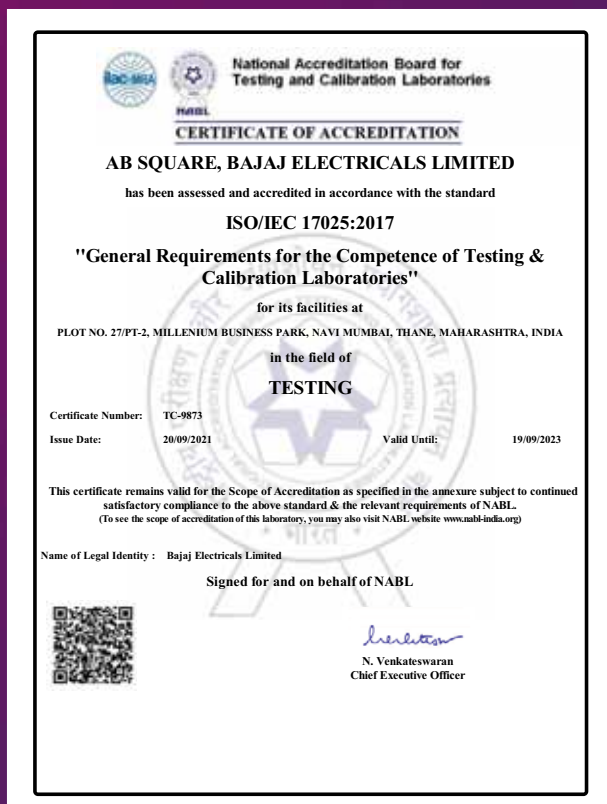 ilac-MRA
NABL
National Accreditation Board for
Testing and Calibration Laboratories
CERTIFICATE OF ACCREDITATION
AB SQUARE, BAJAJ ELECTRICALS LIMITED
has been assessed and accredited in accordance with the standard
ISO/IEC 17025:2017
"General Requirements for the Competence of Testing &
Calibration Laboratories"
for its facilities at
PLOT NO. 27/PT-2, MILLENIUM BUSINESS PARK, NAVI MUMBAI, THANE, MAHARASHTRA, INDIA
in the field of
TESTING
Certificate Number: TC-9873
Issue Date: 20/09/2021 Valid Until: 19/09/2023
This certificate remains valid for the Scope of Accreditation as specified in the annexure subject to continued
satisfactory compliance to the above standard & the relevant requirements of NABL.
(To see the scope of accreditation of this laboratory, you may also visit NABL website www.nabl-india.org)
भारत
Name of Legal Identity : Bajaj Electricals Limited
Signed for and on behalf of NABL
N. Venkateswaran
Chief Executive Officer